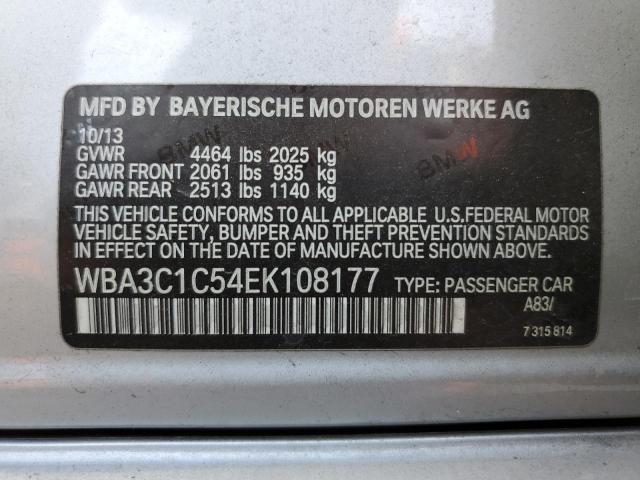 MFD BY BAYERISCHE MOTOREN WERKE AG
10/13
GVWR 4464 lbs 2025 kg
GAWR FRONT 2061 lbs 935 kg
GAWR REAR 2513 lbs 1140 kg
THIS VEHICLE CONFORMS TO ALL APPLICABLE U.S.FEDERAL MOTOR
VEHICLE SAFETY, BUMPER AND THEFT PREVENTION STANDARDS
IN EFFECT ON THE DATE OF MANUFACTURE SHOWN ABOVE.
WBA3C1C54EK108177 TYPE: PASSENGER CAR
A83/
7 315 814
BMW
BMW